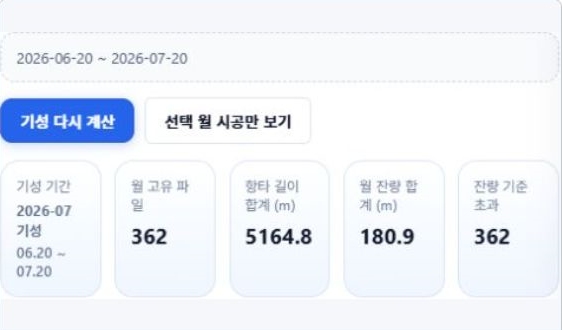 2026-06-20 ~ 2026-07-20
기성 다시 계산
선택 월 시공만 보기
기성 기간
2026-07
기성
06.20 ~
07.20
월 고유 파
일
362
항타 길이
합계 (m)
5164.8
월 잔량 합
계 (m)
180.9
잔량 기준
초과
362